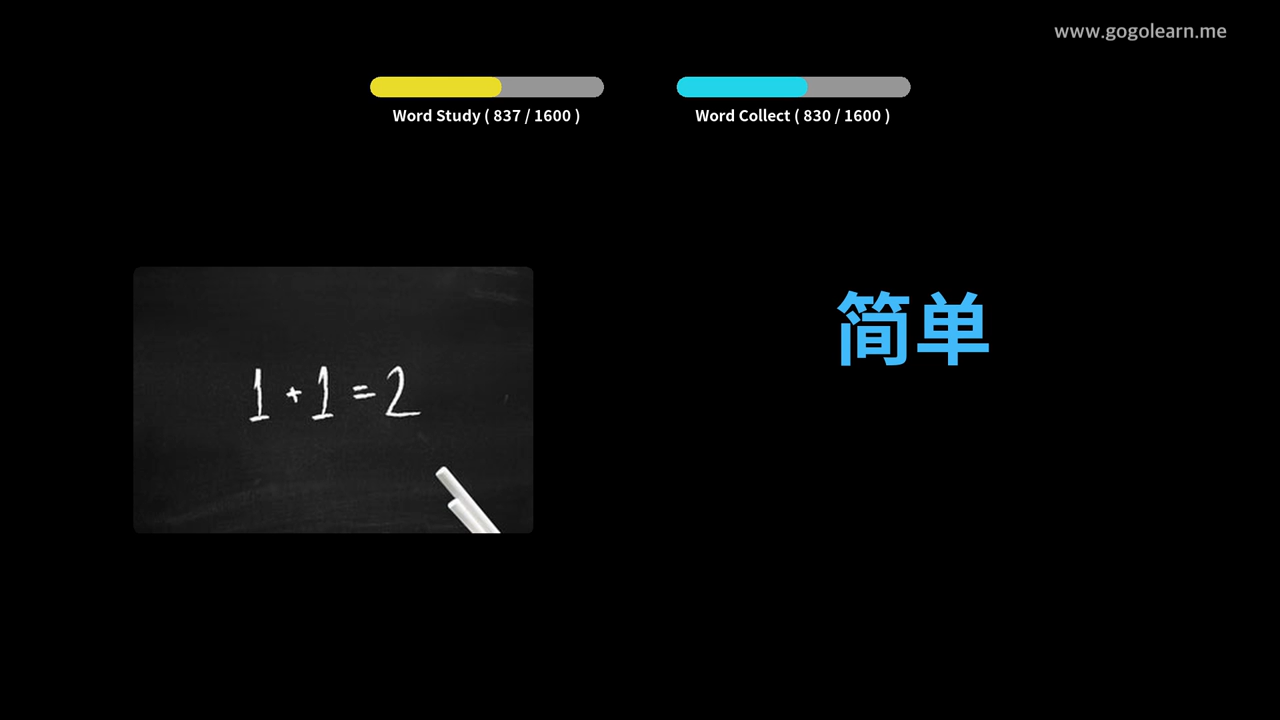 www.gogolearn.me
Word Study ( 837 / 1600 )
Word Collect ( 830 / 1600 )
简单
1 + 1 = 2